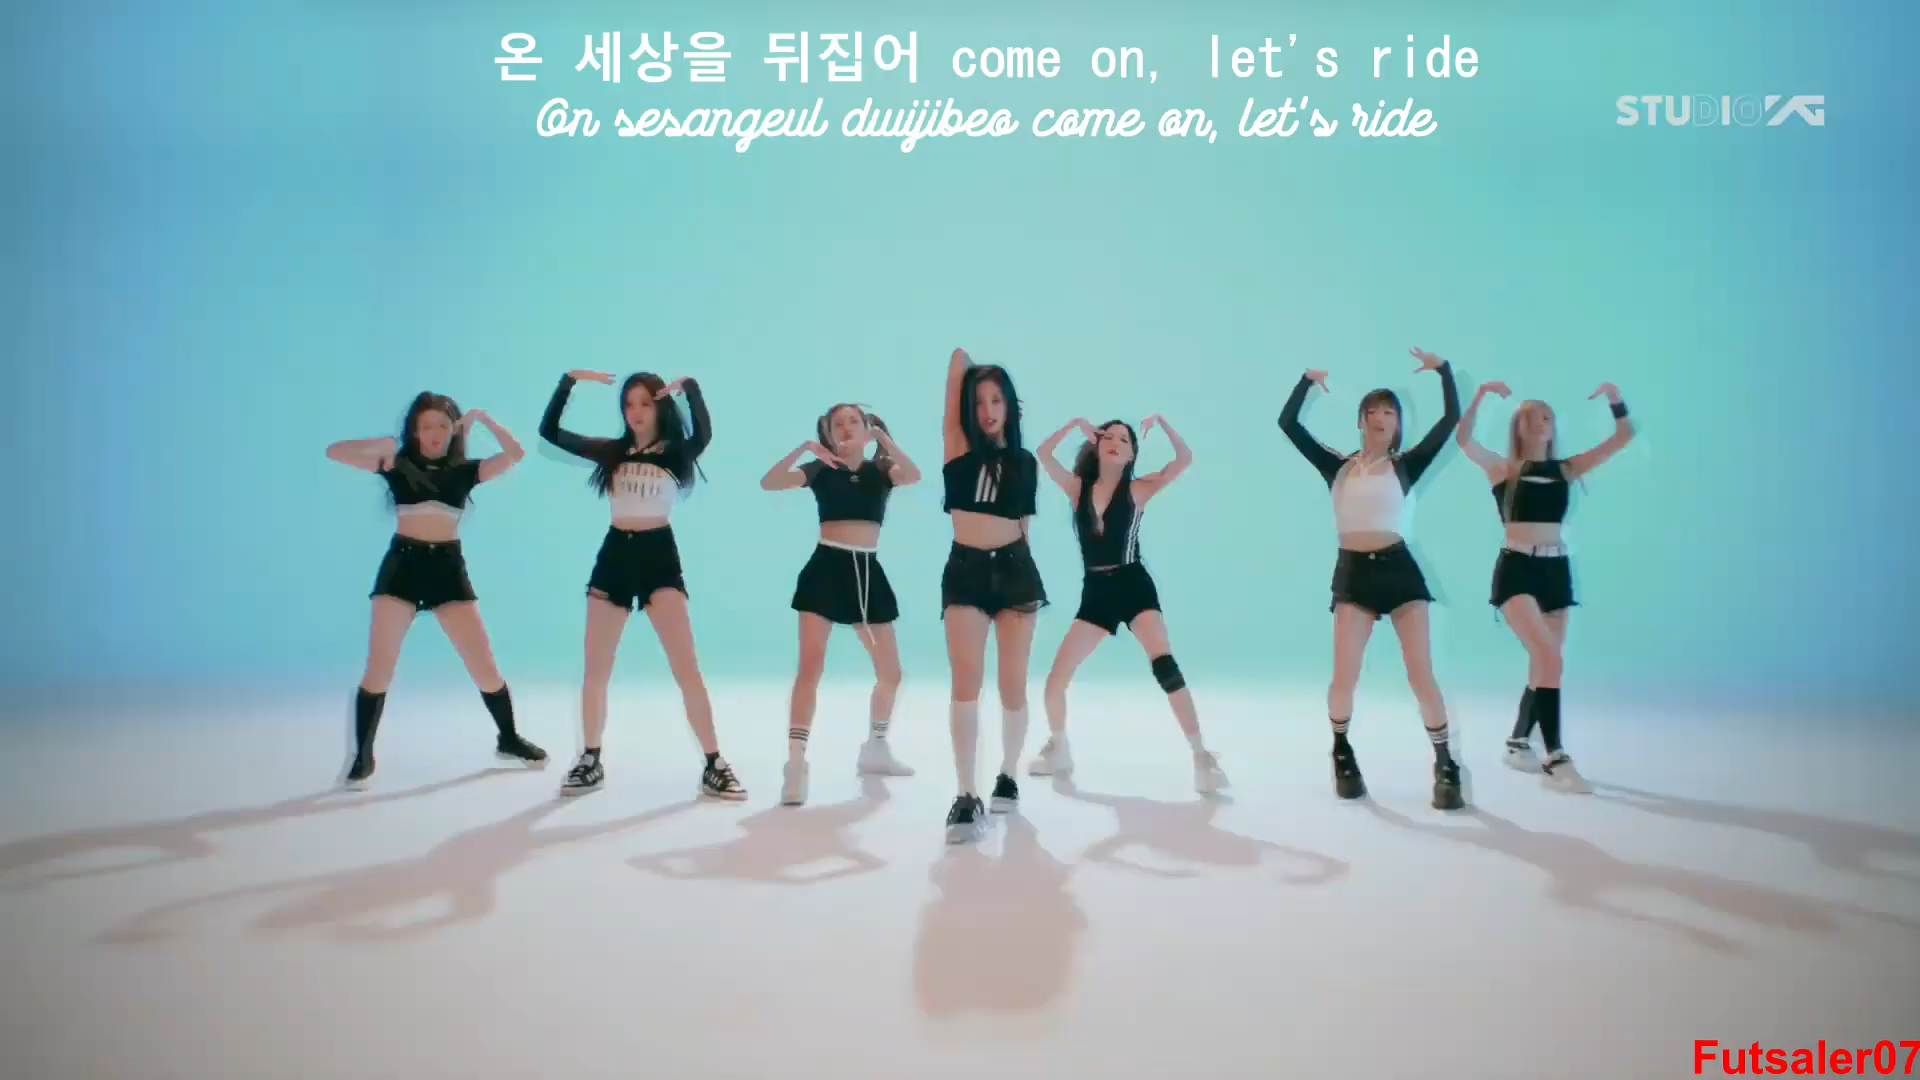 온 세상을 뒤집어 come on, let's ride
On sesangeul dwijibeo come on, let's ride
STUDIO YG
Futsaler07